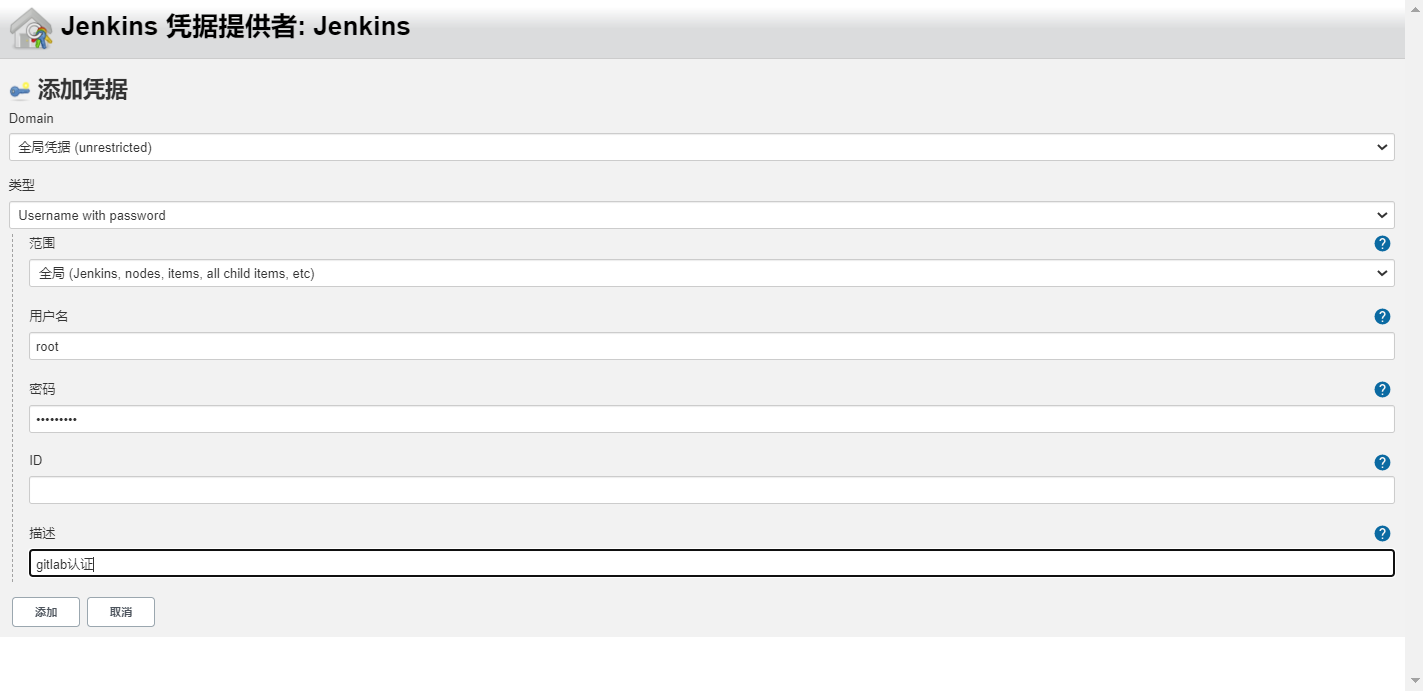 Jenkins 凭据提供者: Jenkins
添加凭据
Domain
全局凭据 (unrestricted)
类型
Username with password
范围
全局 (Jenkins, nodes, items, all child items, etc)
用户名
root
密码
•••••••••
ID
描述
gitlab认证
添加 取消